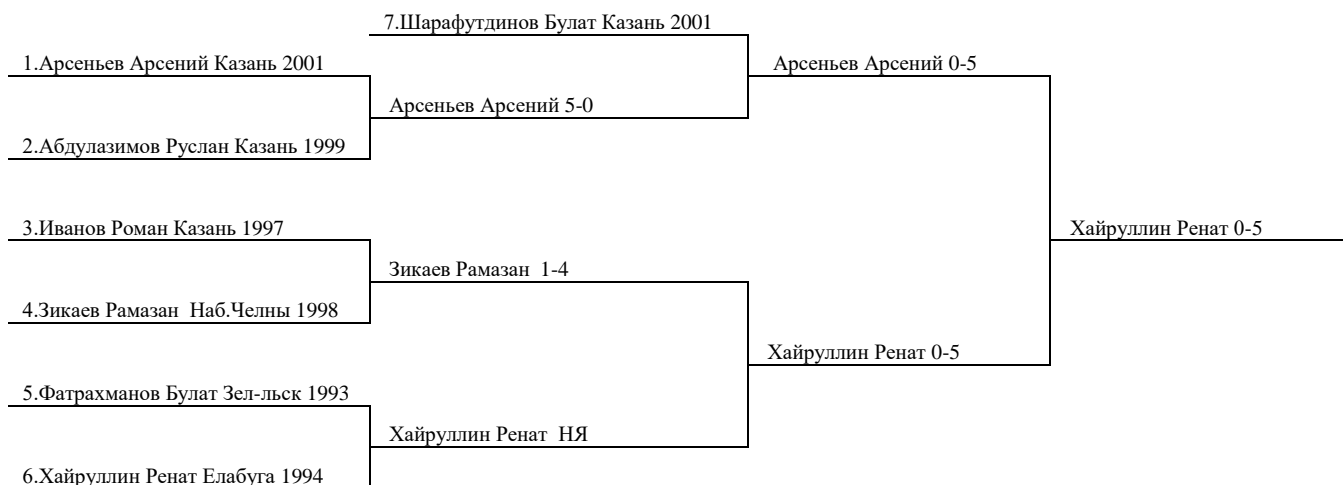 7.Шарафутдинов Булат Казань 2001
1.Арсеньев Арсений Казань 2001
Арсеньев Арсений 0-5
Арсеньев Арсений 5-0
2.Абдулазимов Руслан Казань 1999
3.Иванов Роман Казань 1997
Хайруллин Ренат 0-5
Зикаев Рамазан 1-4
4.Зикаев Рамазан Наб.Челны 1998
Хайруллин Ренат 0-5
5.Фатрахманов Булат Зел-льск 1993
Хайруллин Ренат НЯ
6.Хайруллин Ренат Елабуга 1994